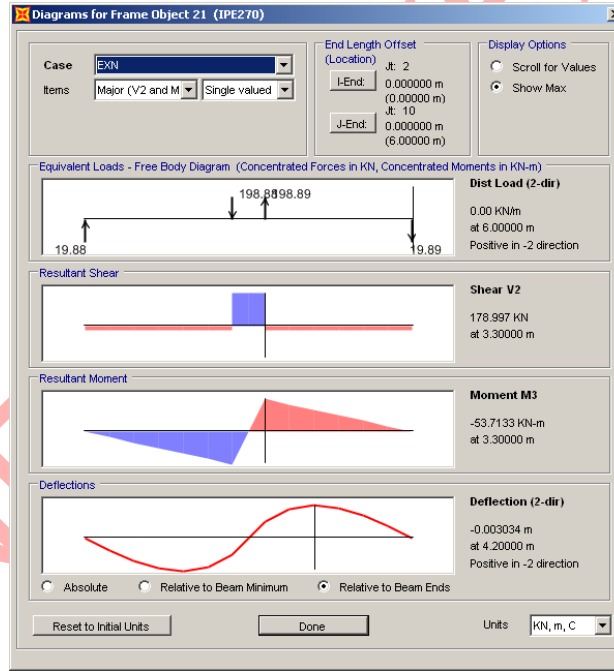 Diagrams for Frame Object 21 (IPE270)
Case EXN
Items Major (V2 and M Single valued
End Length Offset
(Location)
Jt: 2
I-End: 0.000000 m
(0.00000 m)
Jt: 10
J-End: 0.000000 m
(6.00000 m)
Display Options
Scroll for Values
Show Max
Equivalent Loads - Free Body Diagram (Concentrated Forces in KN, Concentrated Moments in KN-m)
198.88 198.89
19.88 19.89
Dist Load (2-dir)
0.00 KN/m
at 6.00000 m
Positive in -2 direction
Resultant Shear
Shear V2
178.997 KN
at 3.30000 m
Resultant Moment
Moment M3
-53.7133 KN-m
at 3.30000 m
Deflections
Deflection (2-dir)
-0.003034 m
at 4.20000 m
Positive in -2 direction
Absolute Relative to Beam Minimum Relative to Beam Ends
Reset to Initial Units Done Units KN, m, C